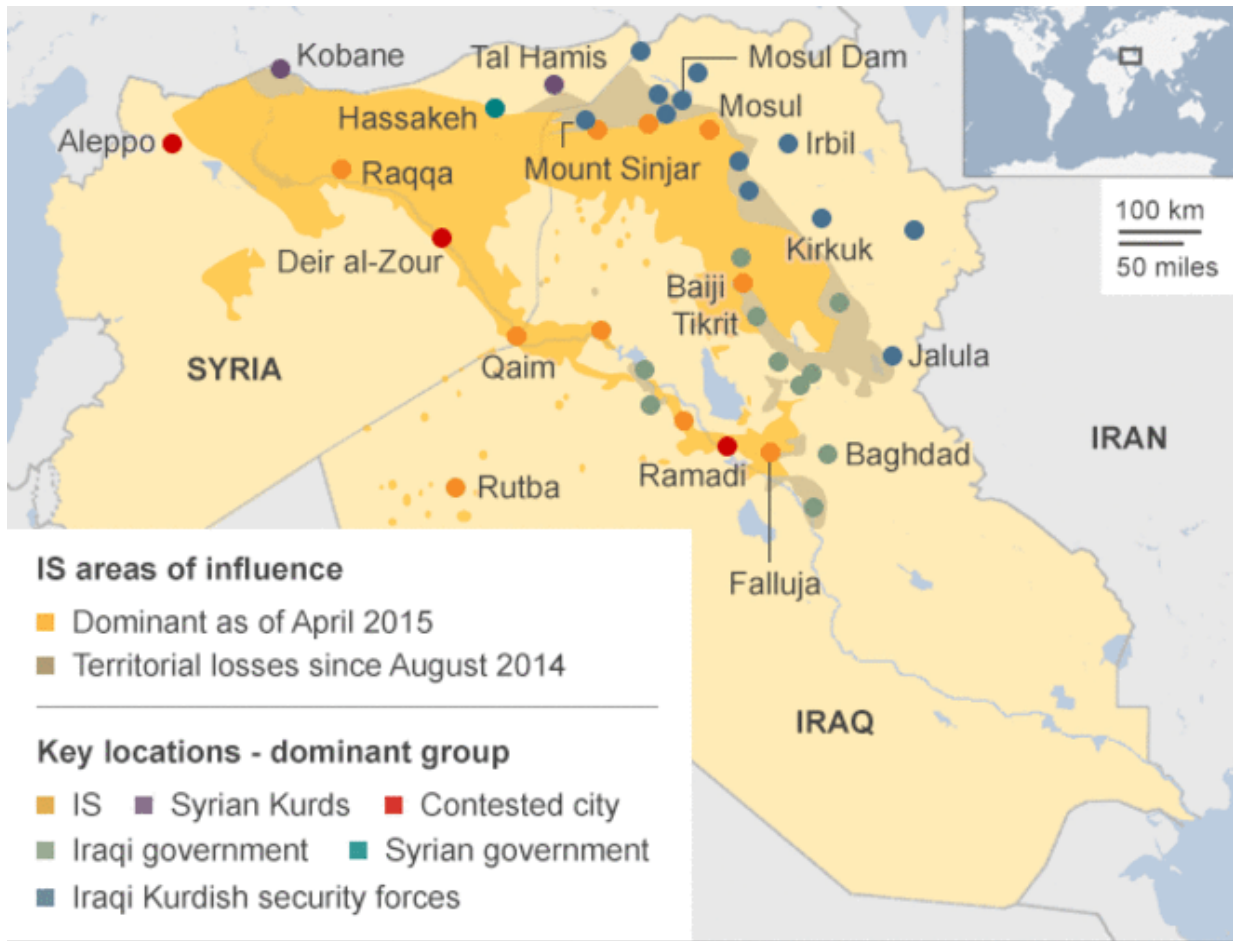 Kobane
Tal Hamis
Mosul Dam
Hassakeh
Mosul
Aleppo
Irbil
Raqqa
Mount Sinjar
100 km
50 miles
Deir al-Zour
Kirkuk
Baiji
Tikrit
SYRIA
Qaim
Jalula
IRAN
Baghdad
Ramadi
Rutba
Falluja
IRAQ
IS areas of influence
Dominant as of April 2015
Territorial losses since August 2014
Key locations - dominant group
IS Syrian Kurds Contested city
Iraqi government Syrian government
Iraqi Kurdish security forces